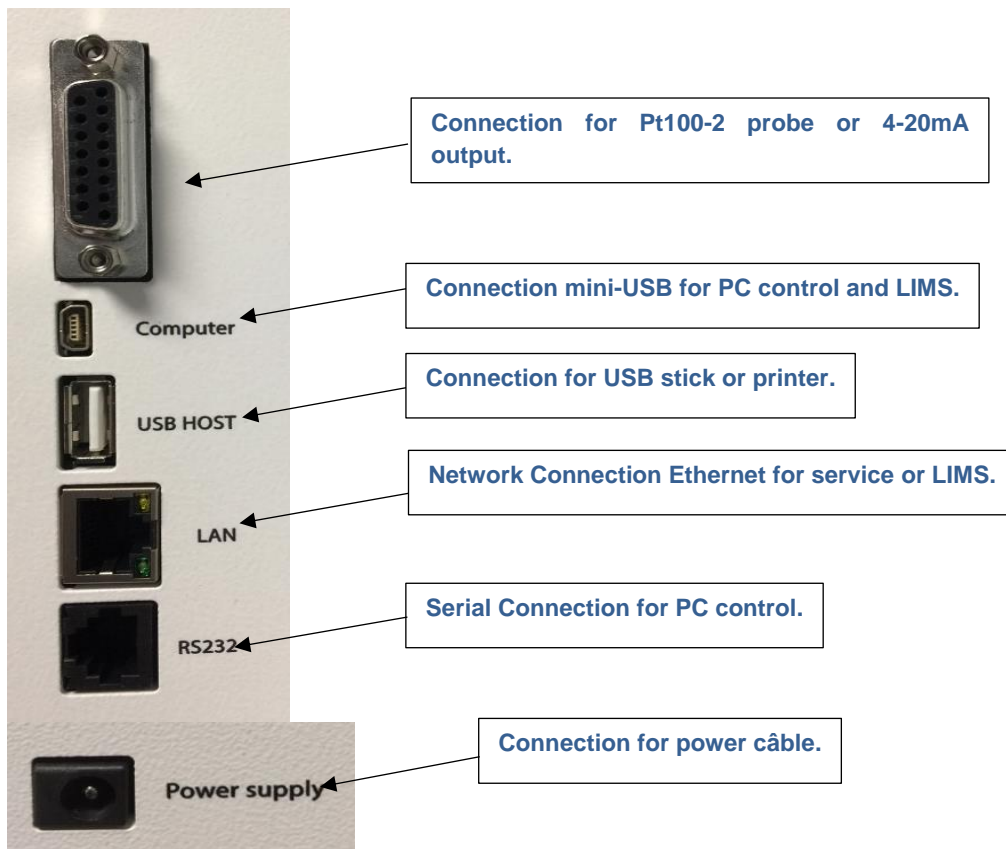 Connection for Pt100-2 probe or 4-20mA
output.
Connection mini-USB for PC control and LIMS.
Computer
Connection for USB stick or printer.
USB HOST
Network Connection Ethernet for service or LIMS.
LAN
Serial Connection for PC control.
RS232
Connection for power câble.
Power supply